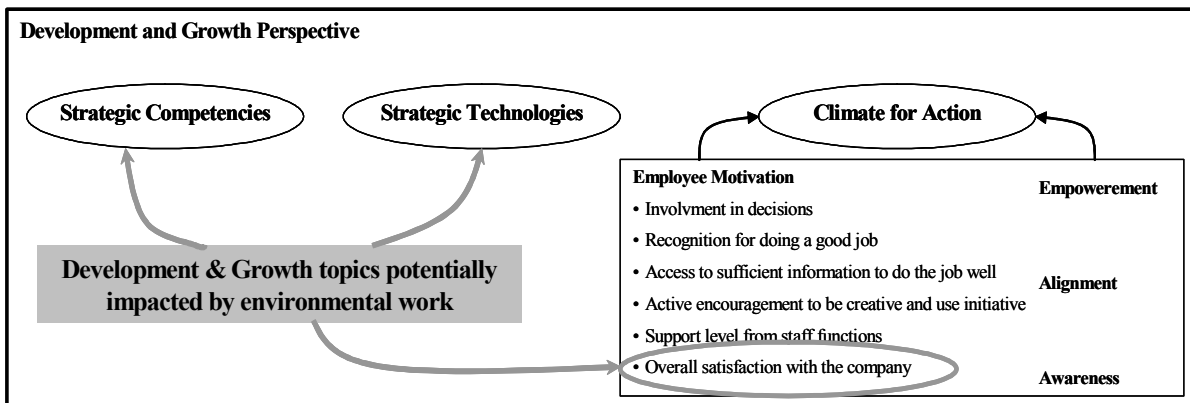 Development and Growth Perspective
Strategic Competencies
Strategic Technologies
Climate for Action
Development & Growth topics potentially
impacted by environmental work
Employee Motivation
• Involvment in decisions
• Recognition for doing a good job
• Access to sufficient information to do the job well
• Active encouragement to be creative and use initiative
• Support level from staff functions
• Overall satisfaction with the company
Empowerement
Alignment
Awareness